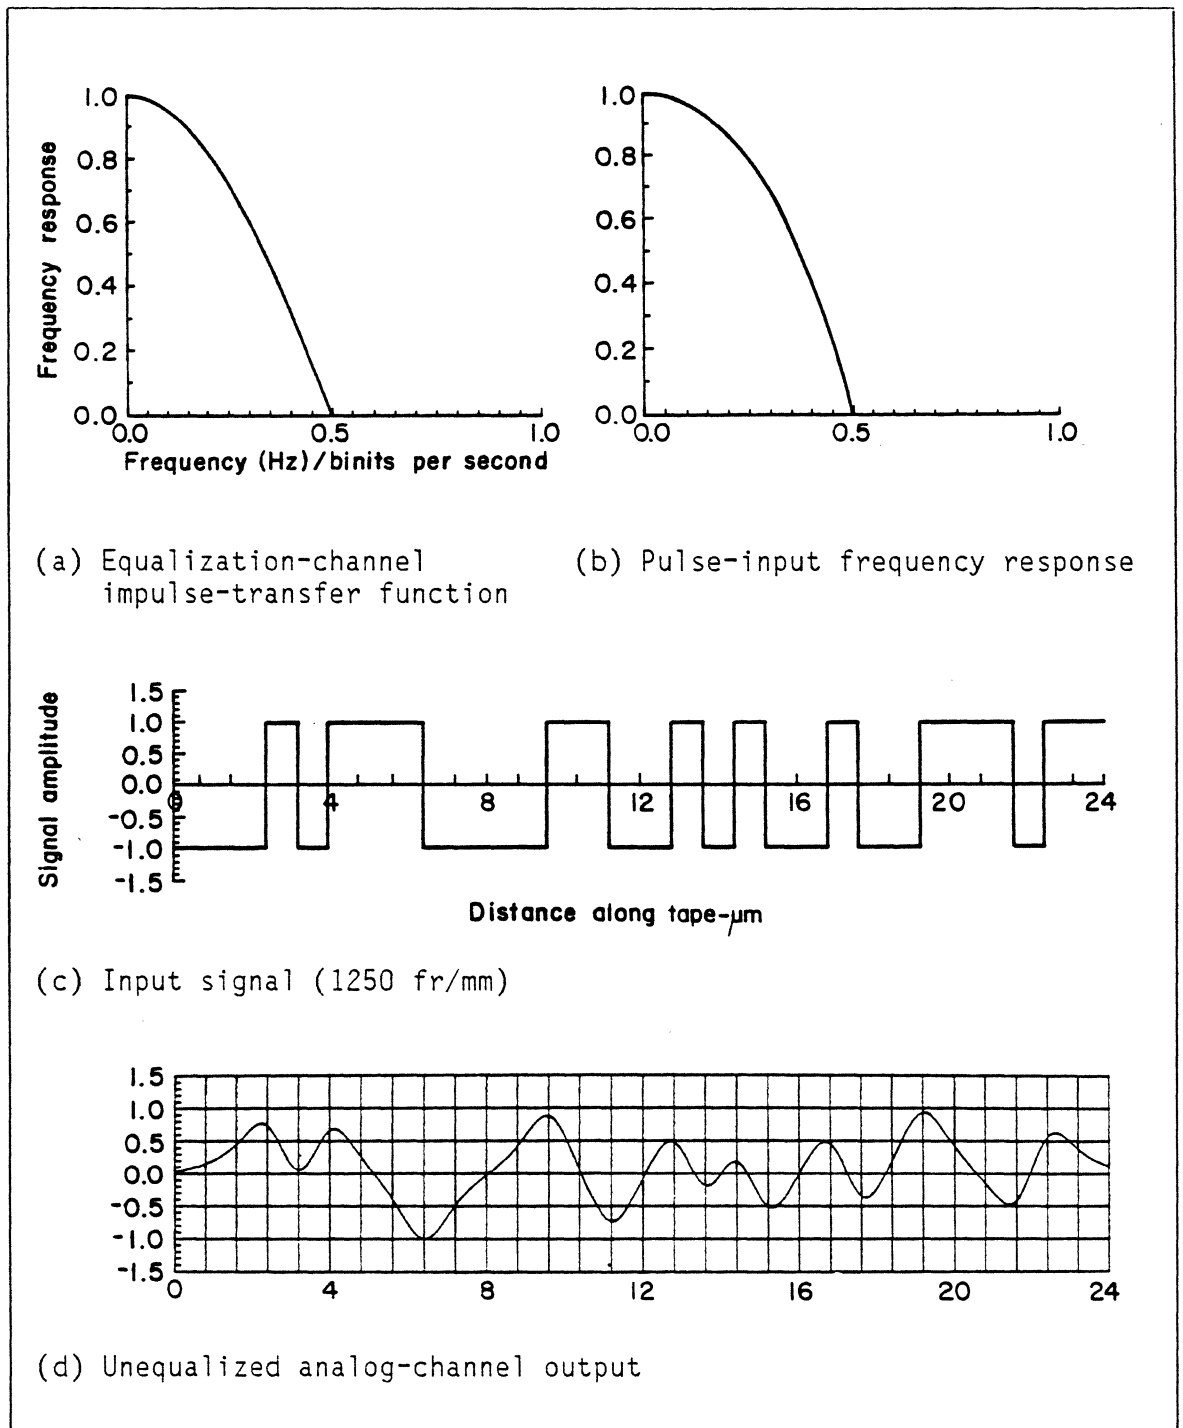 1.0
0.8
0.6
0.4
0.2
0.0
0.0 0.5 1.0
Frequency response
Frequency (Hz)/binits per second
1.0
0.8
0.6
0.4
0.2
0.0
0.0 0.5 1.0
(a) Equalization-channel
impulse-transfer function
(b) Pulse-input frequency response
Signal amplitude
1.5
1.0
0.5
0.0
-0.5
-1.0
-1.5
0 4 8 12 16 20 24
Distance along tape-μm
(c) Input signal (1250 fr/mm)
1.5
1.0
0.5
0.0
-0.5
-1.0
-1.5
0 4 8 12 16 20 24
(d) Unequalized analog-channel output